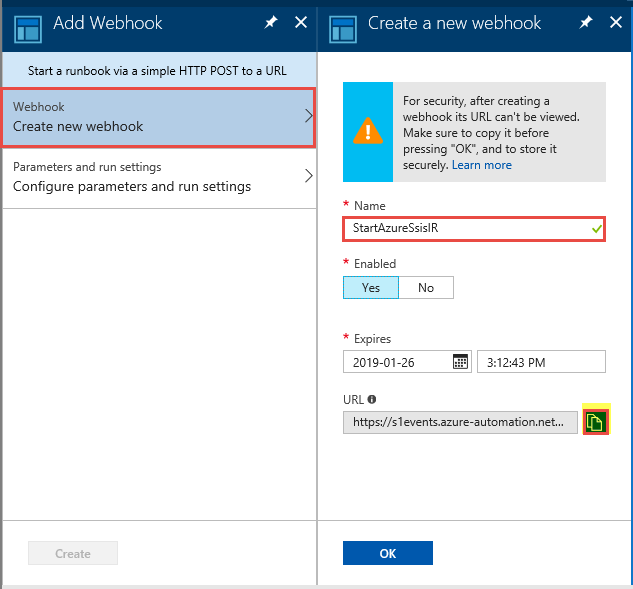 Add Webhook
Start a runbook via a simple HTTP POST to a URL
Webhook
Create new webhook
Parameters and run settings
Configure parameters and run settings
Create
Create a new webhook
For security, after creating a
webhook its URL can't be viewed.
Make sure to copy it before
pressing "OK", and to store it
securely. Learn more
* Name
StartAzureSsisIR
* Enabled
Yes No
* Expires
2019-01-26 3:12:43 PM
URL
https://s1events.azure-automation.net...
OK